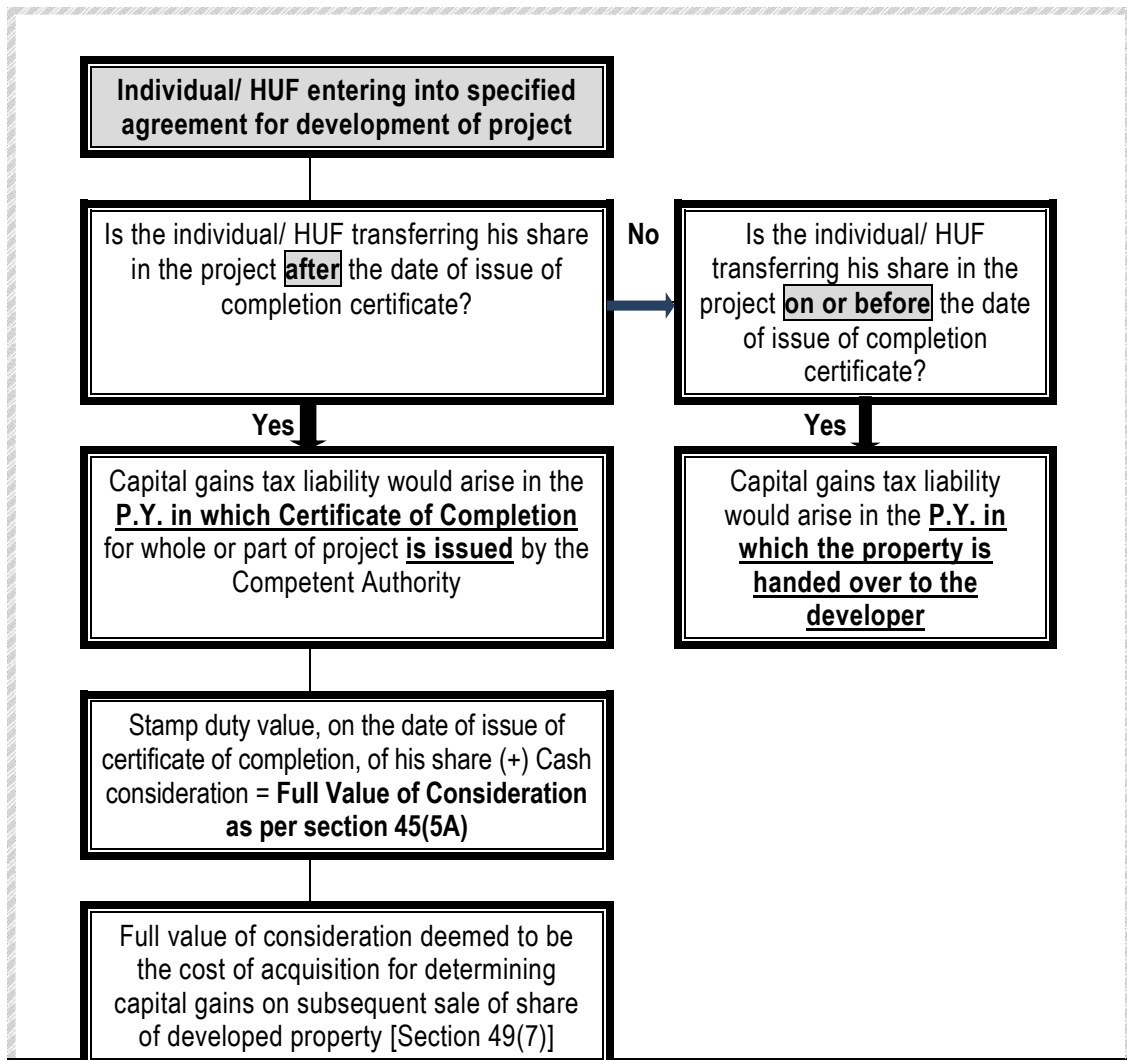 Individual/ HUF entering into specified
agreement for development of project
Is the individual/ HUF transferring his share
in the project after the date of issue of
completion certificate?
No
Is the individual/ HUF
transferring his share in the
project on or before the date
of issue of completion
certificate?
Yes
Yes
Capital gains tax liability would arise in the
P.Y. in which Certificate of Completion
for whole or part of project is issued by the
Competent Authority
Capital gains tax liability
would arise in the P.Y. in
which the property is
handed over to the
developer
Stamp duty value, on the date of issue of
certificate of completion, of his share (+) Cash
consideration = Full Value of Consideration
as per section 45(5A)
Full value of consideration deemed to be
the cost of acquisition for determining
capital gains on subsequent sale of share
of developed property [Section 49(7)]